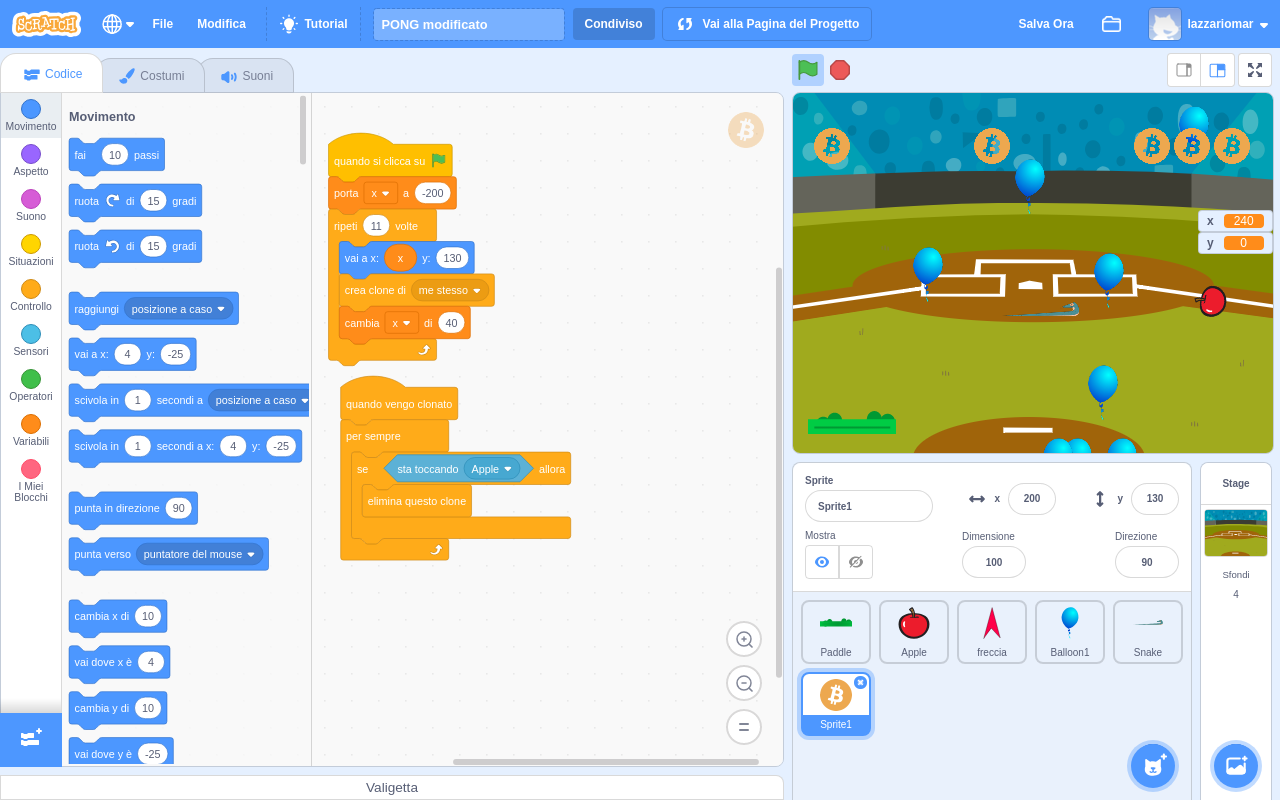 SCRATCH
File
Modifica
Tutorial
PONG modificato
Condiviso
Vai alla Pagina del Progetto
Salva Ora
lazzariomar
Codice
Costumi
Suoni
Movimento
Aspetto
Suono
Situazioni
Controllo
Sensori
Operatori
Variabili
I Miei
Blocchi
Movimento
fai 10 passi
ruota di 15 gradi
ruota di 15 gradi
raggiungi posizione a caso
vai a x: 4 y: -25
scivola in 1 secondi a posizione a caso
scivola in 1 secondi a x: 4 y: -25
punta in direzione 90
punta verso puntatore del mouse
cambia x di 10
vai dove x è 4
cambia y di 10
vai dove y è -25
quando si clicca su
porta x a -200
ripeti 11 volte
vai a x: x y: 130
crea clone di me stesso
cambia x di 40
quando vengo clonato
per sempre
se sta toccando Apple allora
elimina questo clone
Valigetta
x 240
y 0
Sprite
Sprite1
x 200
y 130
Mostra
Dimensione
100
Direzione
90
Paddle
Apple
freccia
Balloon1
Snake
Sprite1
Stage
Sfondi
4